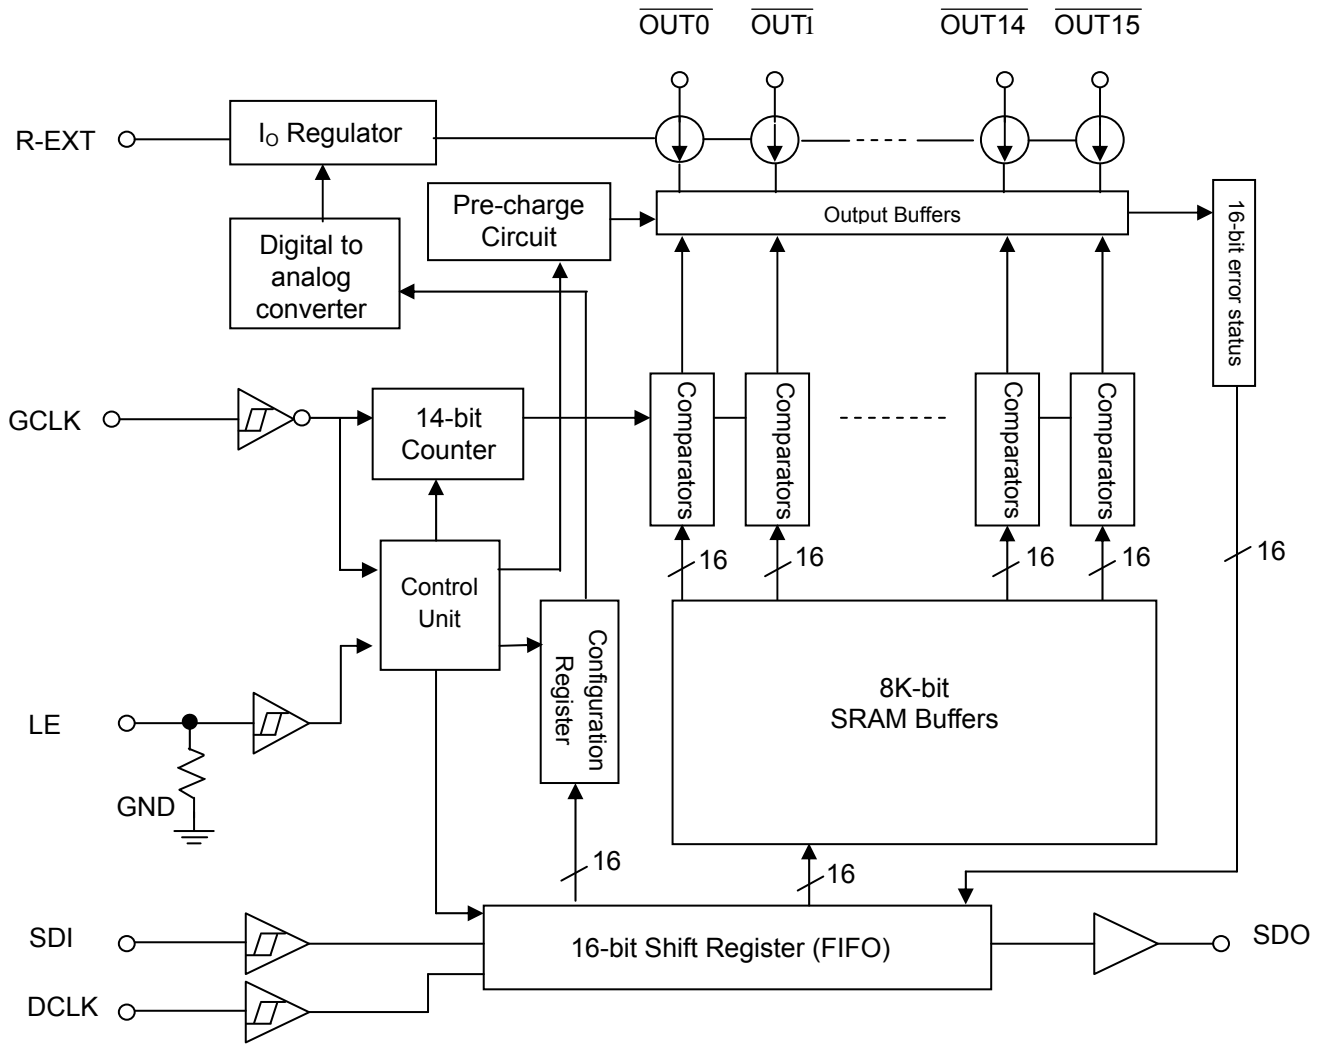 OUT0 OUT1 OUT14 OUT15
R-EXT
IO Regulator
Pre-charge
Circuit
Output Buffers
16-bit error status
Digital to
analog
converter
GCLK
14-bit
Counter
Comparators
Comparators
Comparators
Comparators
16
16
16
16
16
Control
Unit
Configuration
Register
8K-bit
SRAM Buffers
LE
GND
16
16
SDI
16-bit Shift Register (FIFO)
SDO
DCLK